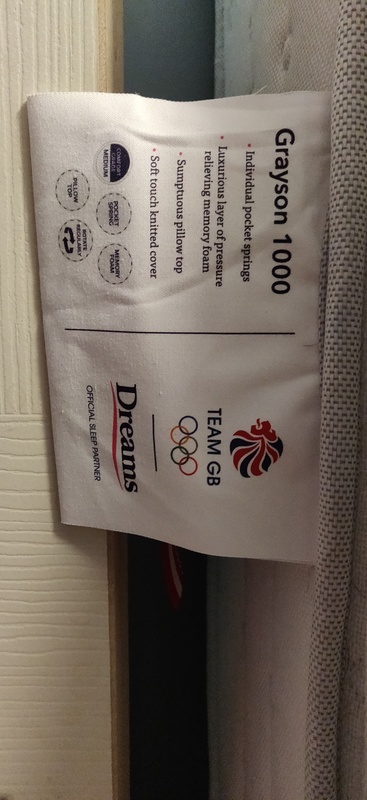 Grayson 1000
• Individual pocket springs
• Luxurious layer of pressure
relieving memory foam
• Sumptuous pillow top
• Soft touch knitted cover
COMFORT
GRADE
MEDIUM
POCKET
SPRING
MEMORY
FOAM
PILLOW
TOP
ROTATE
REGULARLY
TEAM GB
Dreams
OFFICIAL SLEEP PARTNER